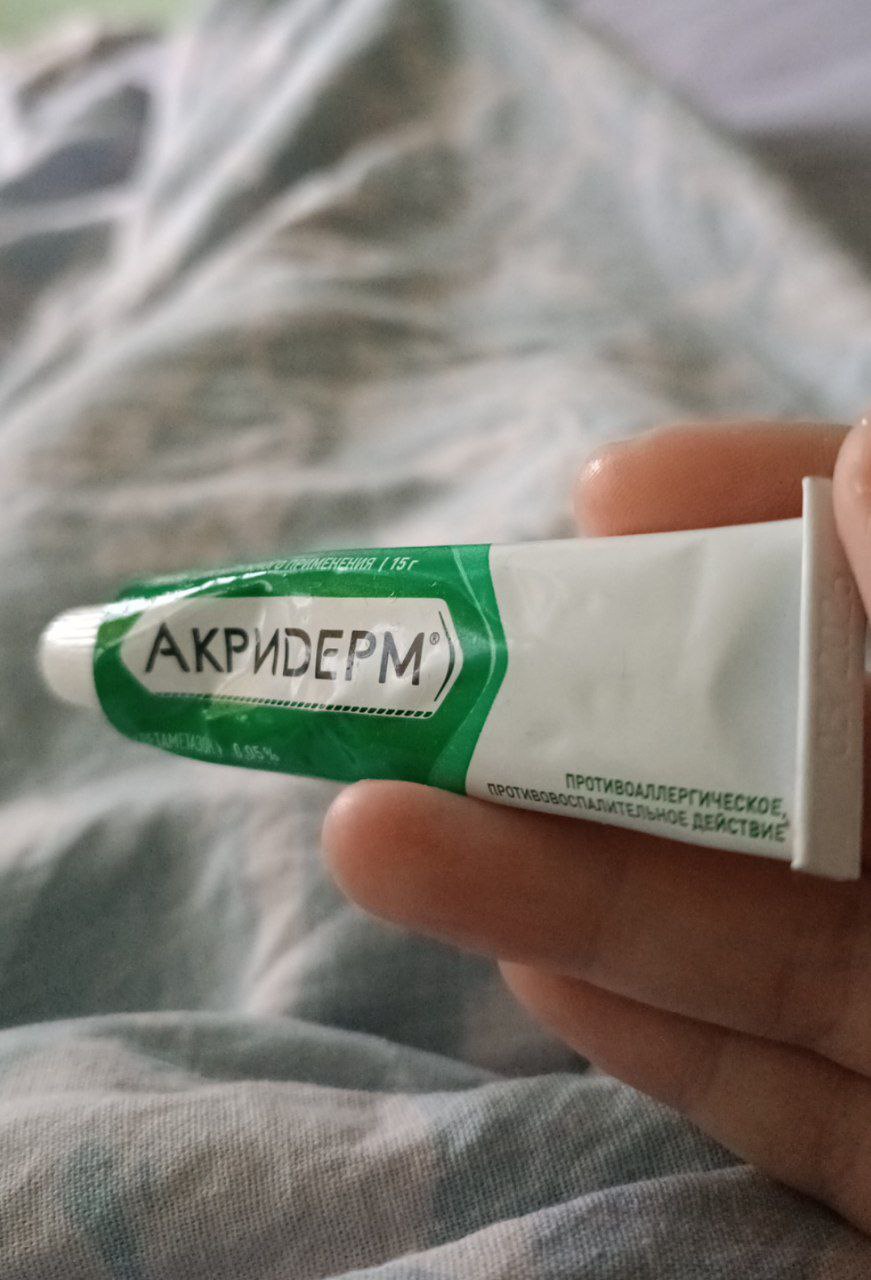 ПРИМЕНЕНИЯ | 15 г
АКРИДЕРМ®
0,05%
ПРОТИВОАЛЛЕРГИЧЕСКОЕ,
ПРОТИВОВОСПАЛИТЕЛЬНОЕ ДЕЙСТВИЕ